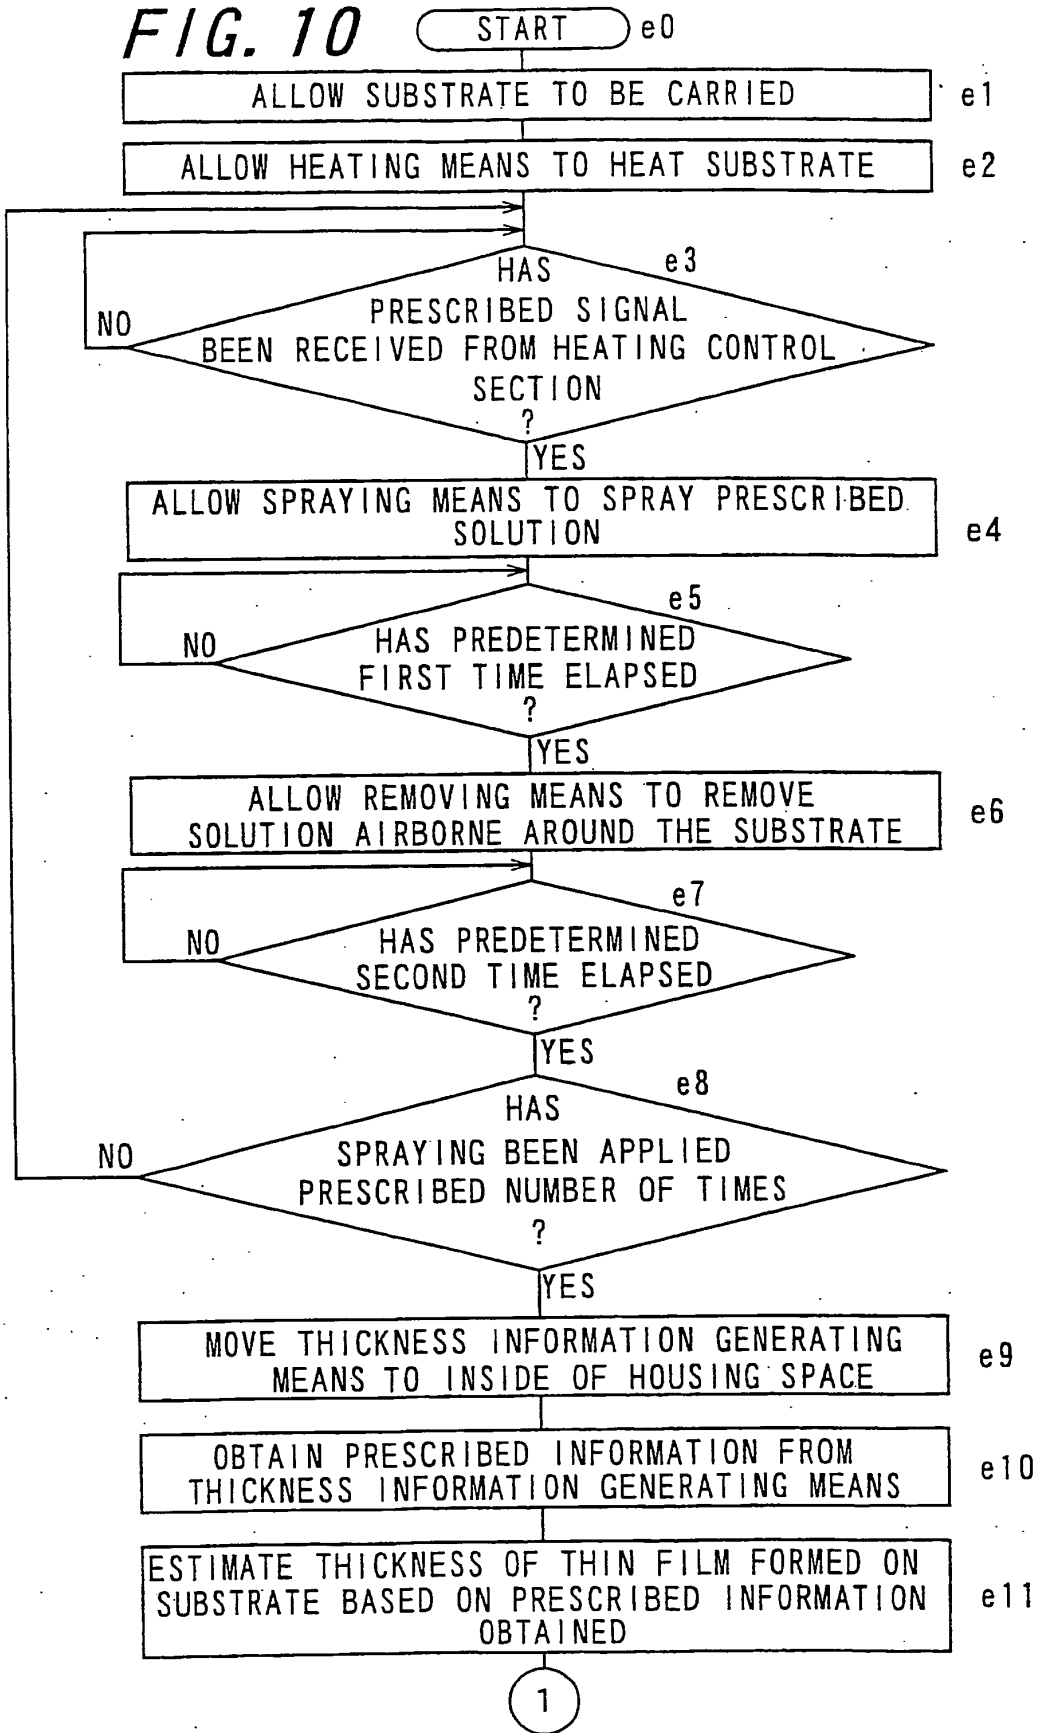 FIG. 10
START e0
ALLOW SUBSTRATE TO BE CARRIED e1
ALLOW HEATING MEANS TO HEAT SUBSTRATE e2
e3
HAS
PRESCRIBED SIGNAL
NO
BEEN RECEIVED FROM HEATING CONTROL
SECTION
?
YES
ALLOW SPRAYING MEANS TO SPRAY PRESCRIBED
SOLUTION
e4
e5
NO
HAS PREDETERMINED
FIRST TIME ELAPSED
?
YES
ALLOW REMOVING MEANS TO REMOVE
SOLUTION AIRBORNE AROUND THE SUBSTRATE
e6
e7
NO
HAS PREDETERMINED
SECOND TIME ELAPSED
?
YES
e8
HAS
NO
SPRAYING BEEN APPLIED
PRESCRIBED NUMBER OF TIMES
?
YES
MOVE THICKNESS INFORMATION GENERATING
MEANS TO INSIDE OF HOUSING SPACE
e9
OBTAIN PRESCRIBED INFORMATION FROM
THICKNESS INFORMATION GENERATING MEANS
e10
ESTIMATE THICKNESS OF THIN FILM FORMED ON
SUBSTRATE BASED ON PRESCRIBED INFORMATION
OBTAINED
e11
1